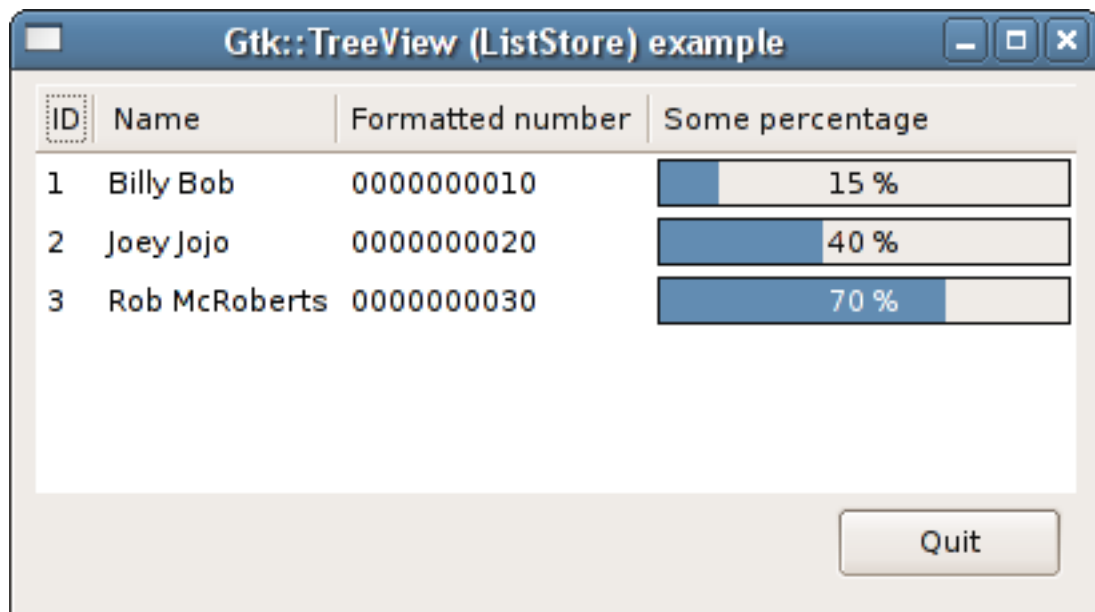 Gtk::TreeView (ListStore) example
ID Name Formatted number Some percentage
1 Billy Bob 0000000010 15 %
2 Joey Jojo 0000000020 40 %
3 Rob McRoberts 0000000030 70 %
Quit